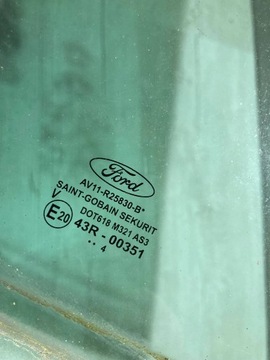 Ford
AV11-R25830-B*
SAINT-GOBAIN SEKURIT
DOT618 M321 AS3
V
E20 43R - 00351
.. 4